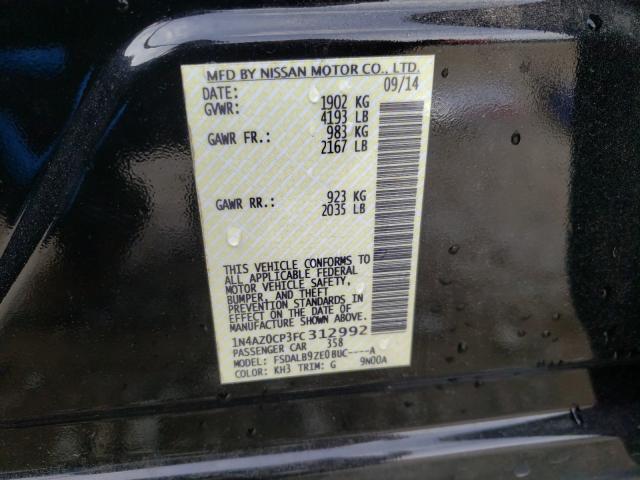 MFD BY NISSAN MOTOR CO., LTD.
DATE: 09/14
GVWR: 1902 KG
4193 LB
GAWR FR.: 983 KG
2167 LB
GAWR RR.: 923 KG
2035 LB
THIS VEHICLE CONFORMS TO
ALL APPLICABLE FEDERAL
MOTOR VEHICLE SAFETY,
BUMPER, AND THEFT
PREVENTION STANDARDS IN
EFFECT ON THE DATE OF
MANUFACTURE SHOWN ABOVE.
1N4AZ0CP3FC312992
PASSENGER CAR 358
MODEL: FSDALB9ZE0BUC----A
COLOR: KH3 TRIM: G 9N00A